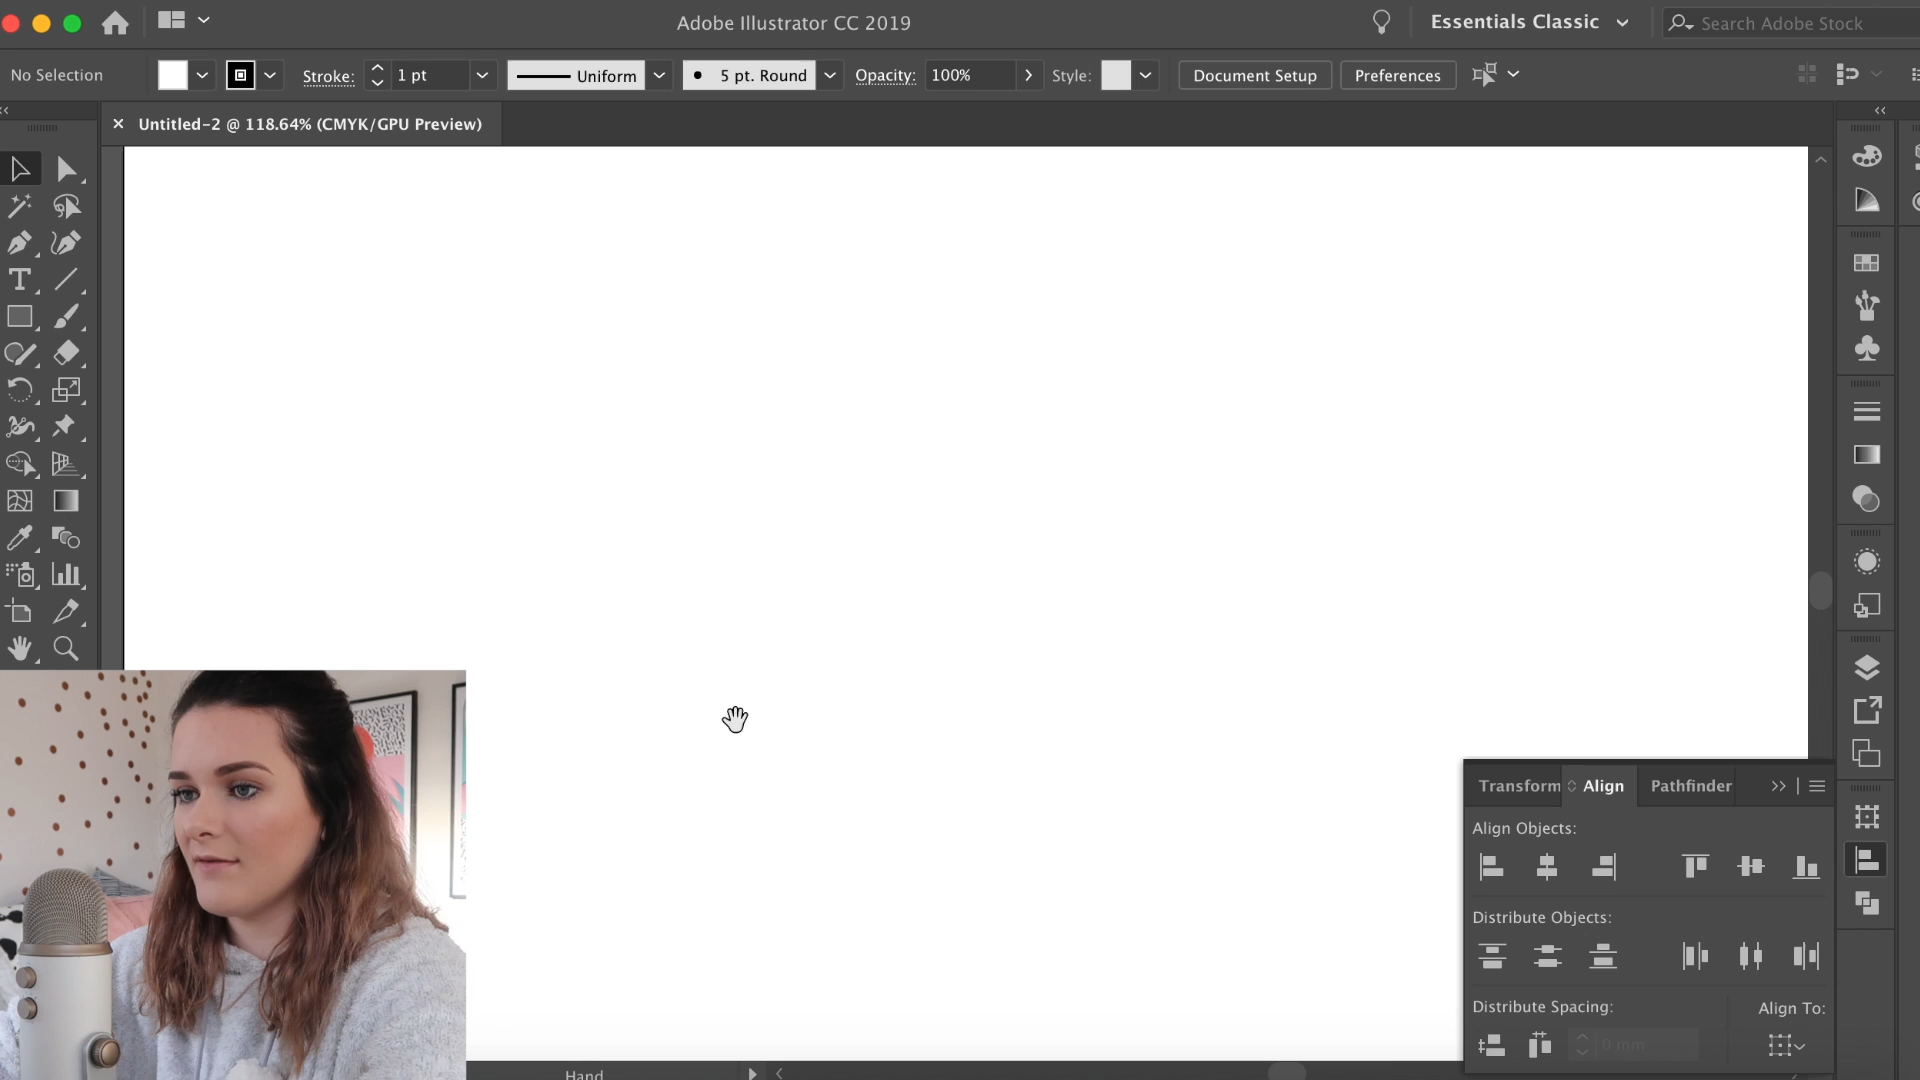 Adobe Illustrator CC 2019
Essentials Classic
Search Adobe Stock
No Selection
Stroke:
1 pt
Uniform
5 pt. Round
Opacity:
100%
Style:
Document Setup
Preferences
Untitled-2 @ 118.64% (CMYK/GPU Preview)
Transform
Align
Pathfinder
Align Objects:
Distribute Objects:
Distribute Spacing:
Align To:
0 mm
Hand